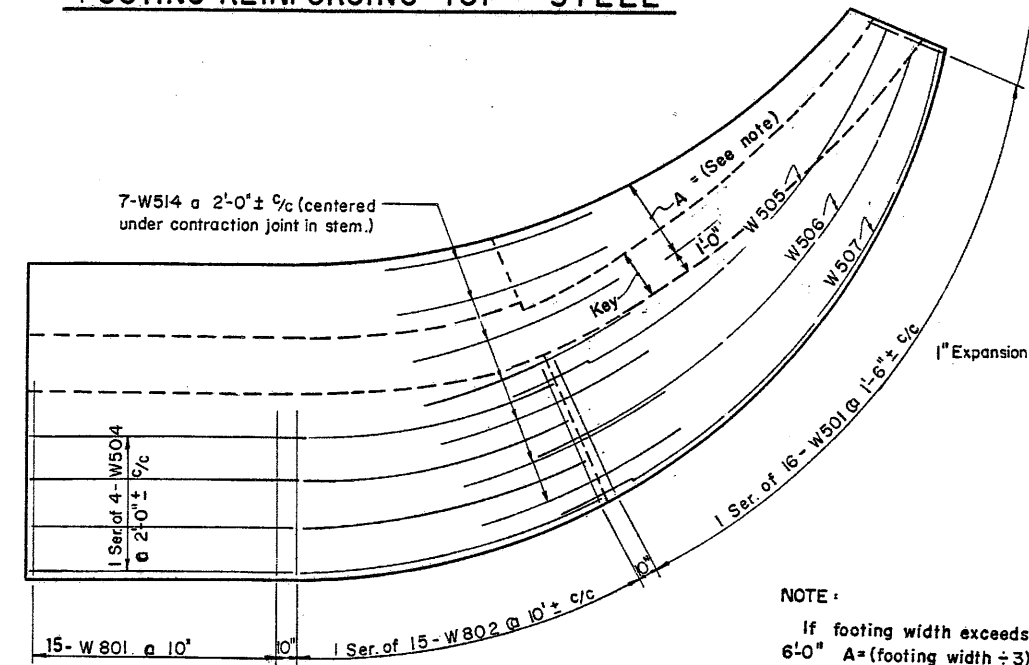 FOOTING REINFORCING TOP STEEL
7-W514 @ 2'-0"± C/c (centered
under contraction joint in stem.)
A = (See note)
1'-0"
W505
W506
W507
Key
1" Expansion
1 Ser. of 4-W504
@ 2'-0"± c/c
1 Ser. of 16-W501 @ 1'-6"± c/c
10"
15-W801 @ 10"
10"
1 Ser. of 15-W802 @ 10"± c/c
NOTE:
If footing width exceeds
6'-0" A=(footing width ÷3)